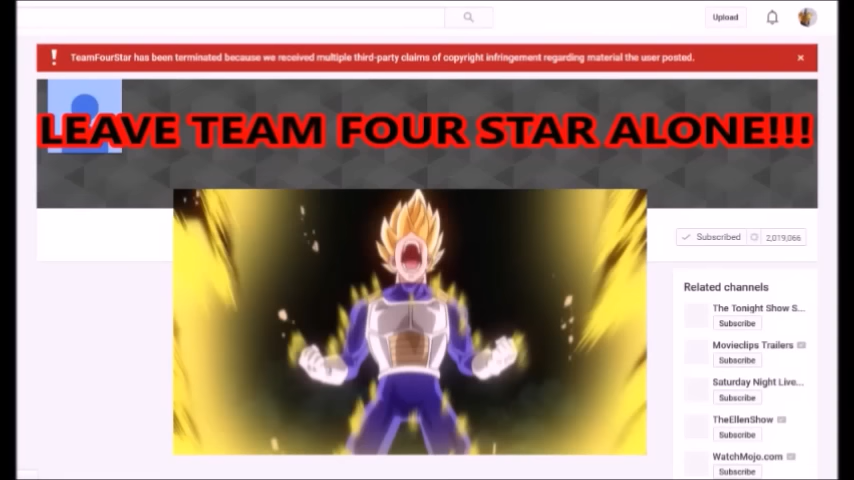 Upload
TeamFourStar has been terminated because we received multiple third-party claims of copyright infringement regarding material the user posted.
LEAVE TEAM FOUR STAR ALONE!!!
Subscribed 2,019,066
Related channels
The Tonight Show S...
Subscribe
Movieclips Trailers
Subscribe
Saturday Night Live...
Subscribe
TheEllenShow
Subscribe
WatchMojo.com
Subscribe